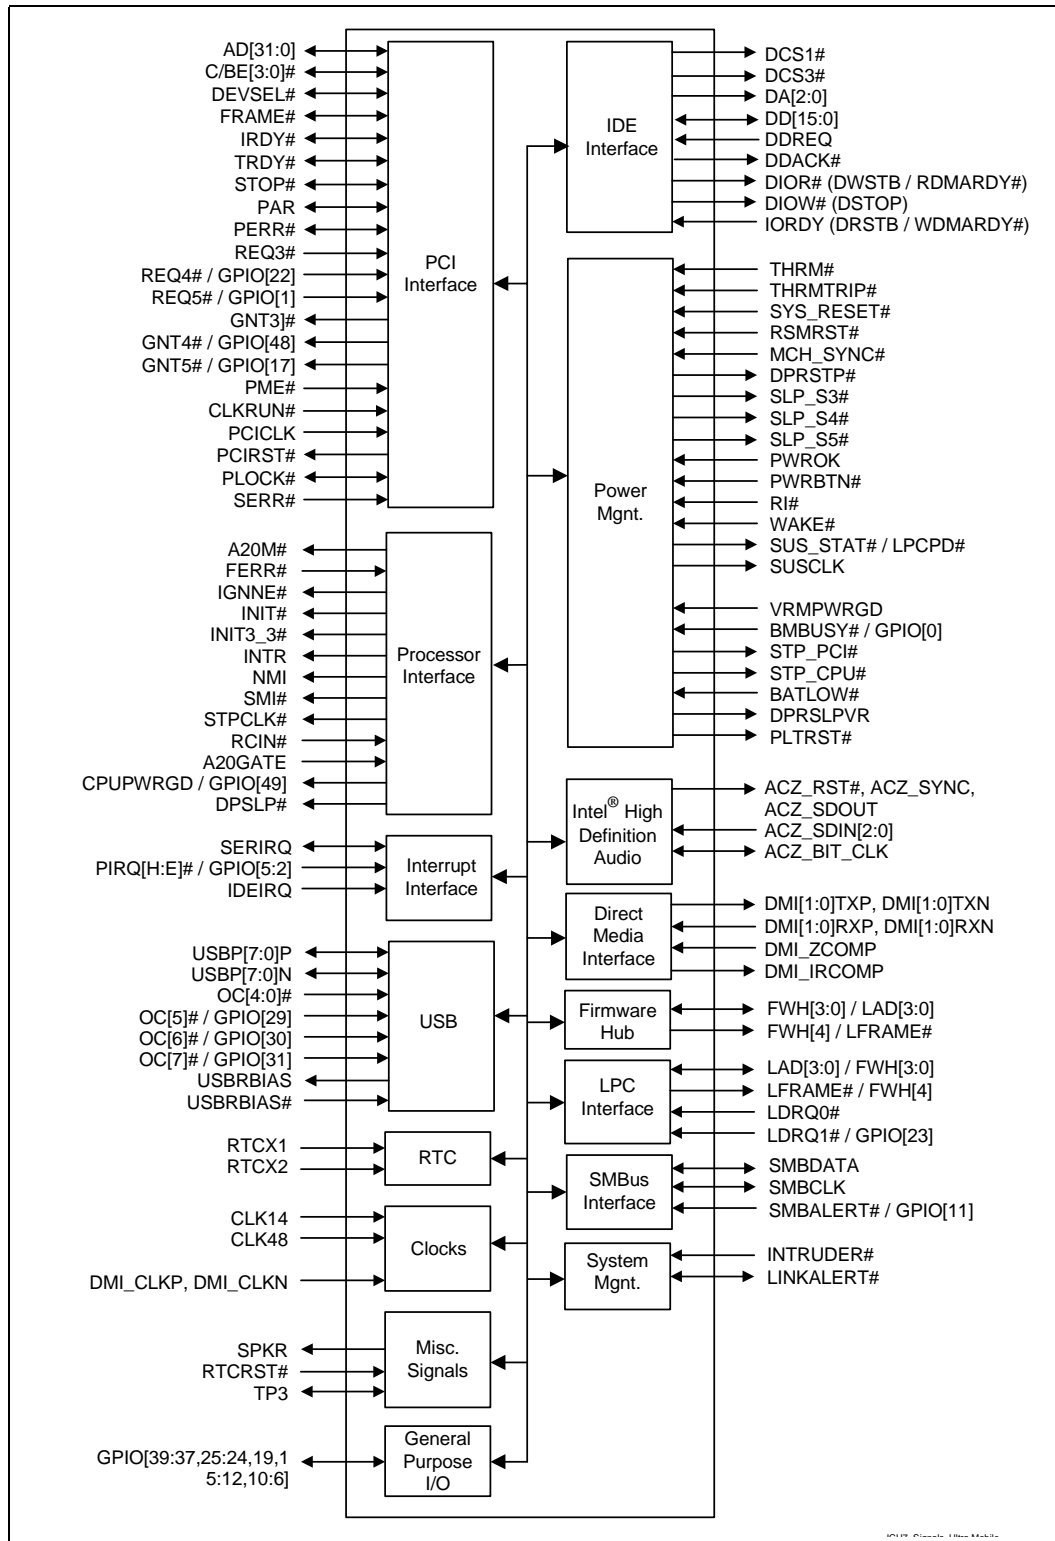 AD[31:0]
C/BE[3:0]#
DEVSEL#
FRAME#
IRDY#
TRDY#
STOP#
PAR
PERR#
REQ3#
REQ4# / GPIO[22]
REQ5# / GPIO[1]
GNT3]#
GNT4# / GPIO[48]
GNT5# / GPIO[17]
PME#
CLKRUN#
PCICLK
PCIRST#
PLOCK#
SERR#
PCI
Interface
A20M#
FERR#
IGNNE#
INIT#
INIT3_3#
INTR
NMI
SMI#
STPCLK#
RCIN#
A20GATE
CPUPWRGD / GPIO[49]
DPSLP#
Processor
Interface
SERIRQ
PIRQ[H:E]# / GPIO[5:2]
IDEIRQ
Interrupt
Interface
USBP[7:0]P
USBP[7:0]N
OC[4:0]#
OC[5]# / GPIO[29]
OC[6]# / GPIO[30]
OC[7]# / GPIO[31]
USBRBIAS
USBRBIAS#
USB
RTCX1
RTCX2
RTC
CLK14
CLK48
DMI_CLKP, DMI_CLKN
Clocks
SPKR
RTCRST#
TP3
Misc.
Signals
GPIO[39:37,25:24,19,1
5:12,10:6]
General
Purpose
I/O
IDE
Interface
DCS1#
DCS3#
DA[2:0]
DD[15:0]
DDREQ
DDACK#
DIOR# (DWSTB / RDMARDY#)
DIOW# (DSTOP)
IORDY (DRSTB / WDMARDY#)
Power
Mgnt.
THRM#
THRMTRIP#
SYS_RESET#
RSMRST#
MCH_SYNC#
DPRSTP#
SLP_S3#
SLP_S4#
SLP_S5#
PWROK
PWRBTN#
RI#
WAKE#
SUS_STAT# / LPCPD#
SUSCLK
VRMPWRGD
BMBUSY# / GPIO[0]
STP_PCI#
STP_CPU#
BATLOW#
DPRSLPVR
PLTRST#
Intel® High
Definition
Audio
ACZ_RST#, ACZ_SYNC,
ACZ_SDOUT
ACZ_SDIN[2:0]
ACZ_BIT_CLK
Direct
Media
Interface
DMI[1:0]TXP, DMI[1:0]TXN
DMI[1:0]RXP, DMI[1:0]RXN
DMI_ZCOMP
DMI_IRCOMP
Firmware
Hub
FWH[3:0] / LAD[3:0]
FWH[4] / LFRAME#
LPC
Interface
LAD[3:0] / FWH[3:0]
LFRAME# / FWH[4]
LDRQ0#
LDRQ1# / GPIO[23]
SMBus
Interface
SMBDATA
SMBCLK
SMBALERT# / GPIO[11]
System
Mgnt.
INTRUDER#
LINKALERT#